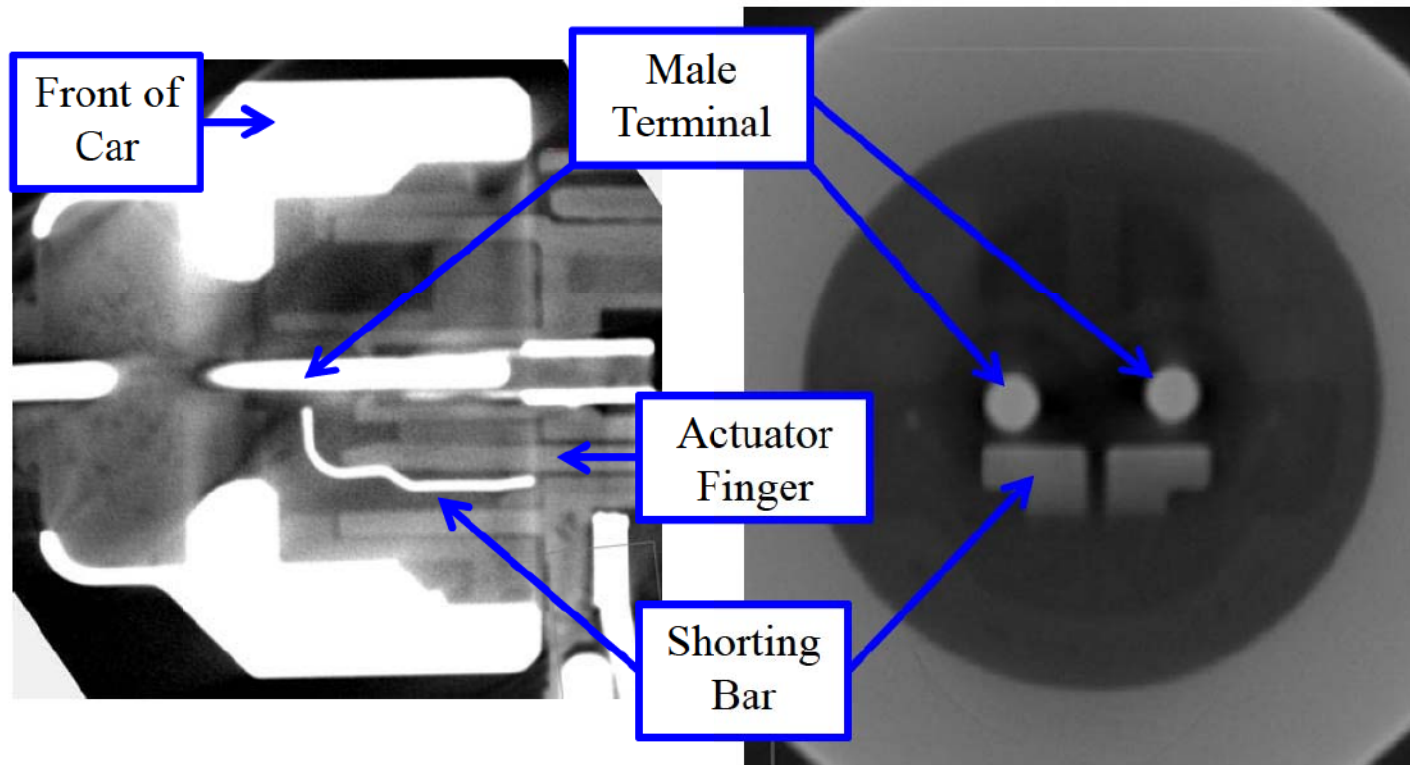 Front of
Car
Male
Terminal
Actuator
Finger
Shorting
Bar